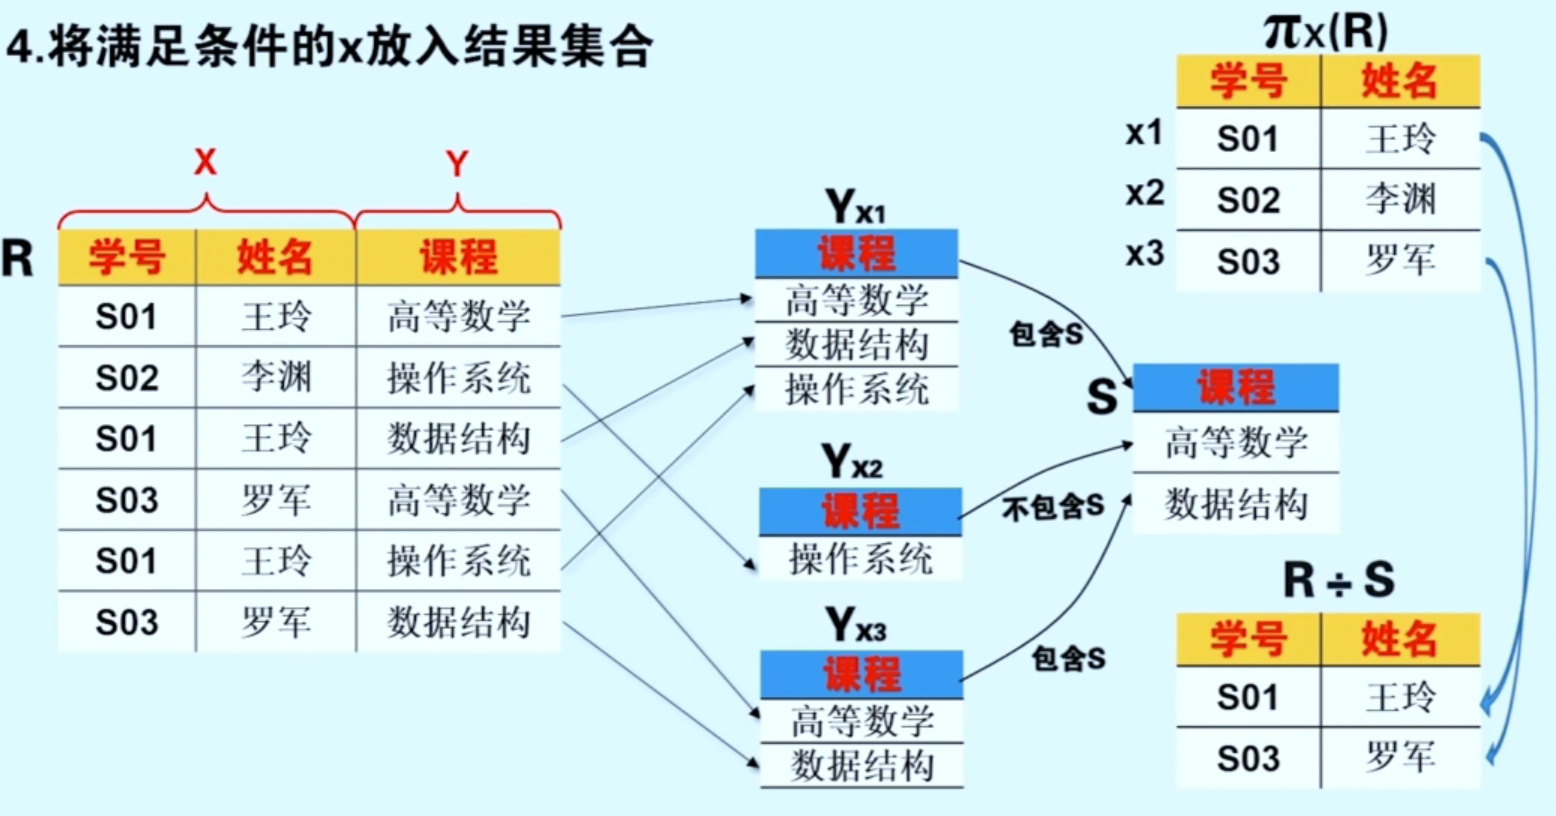 4.将满足条件的x放入结果集合
X
Y
R
学号 姓名 课程
S01 王玲 高等数学
S02 李渊 操作系统
S01 王玲 数据结构
S03 罗军 高等数学
S01 王玲 操作系统
S03 罗军 数据结构
Yx1
课程
高等数学
数据结构
操作系统
Yx2
课程
操作系统
Yx3
课程
高等数学
数据结构
包含S
不包含S
包含S
πx(R)
学号 姓名
x1 S01 王玲
x2 S02 李渊
x3 S03 罗军
S
课程
高等数学
数据结构
R÷S
学号 姓名
S01 王玲
S03 罗军